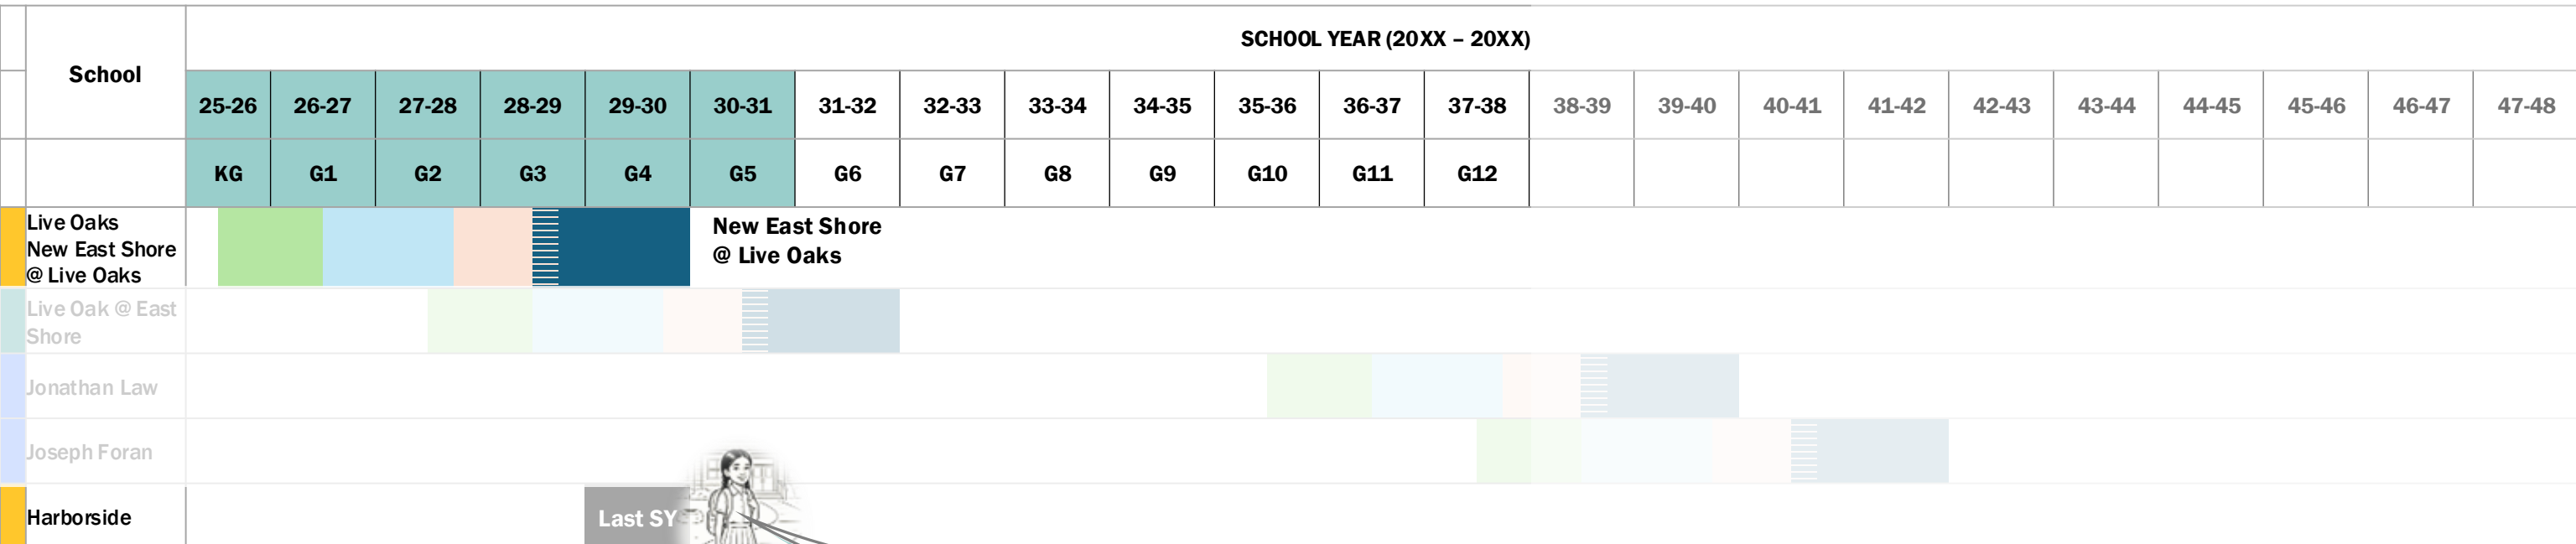 SCHOOL YEAR (20XX – 20XX)
School
25-26 26-27 27-28 28-29 29-30 30-31 31-32 32-33 33-34 34-35 35-36 36-37 37-38 38-39 39-40 40-41 41-42 42-43 43-44 44-45 45-46 46-47 47-48
KG G1 G2 G3 G4 G5 G6 G7 G8 G9 G10 G11 G12
Live Oaks
New East Shore
@ Live Oaks
New East Shore
@ Live Oaks
Live Oak @ East
Shore
Jonathan Law
Joseph Foran
Harborside
Last SY